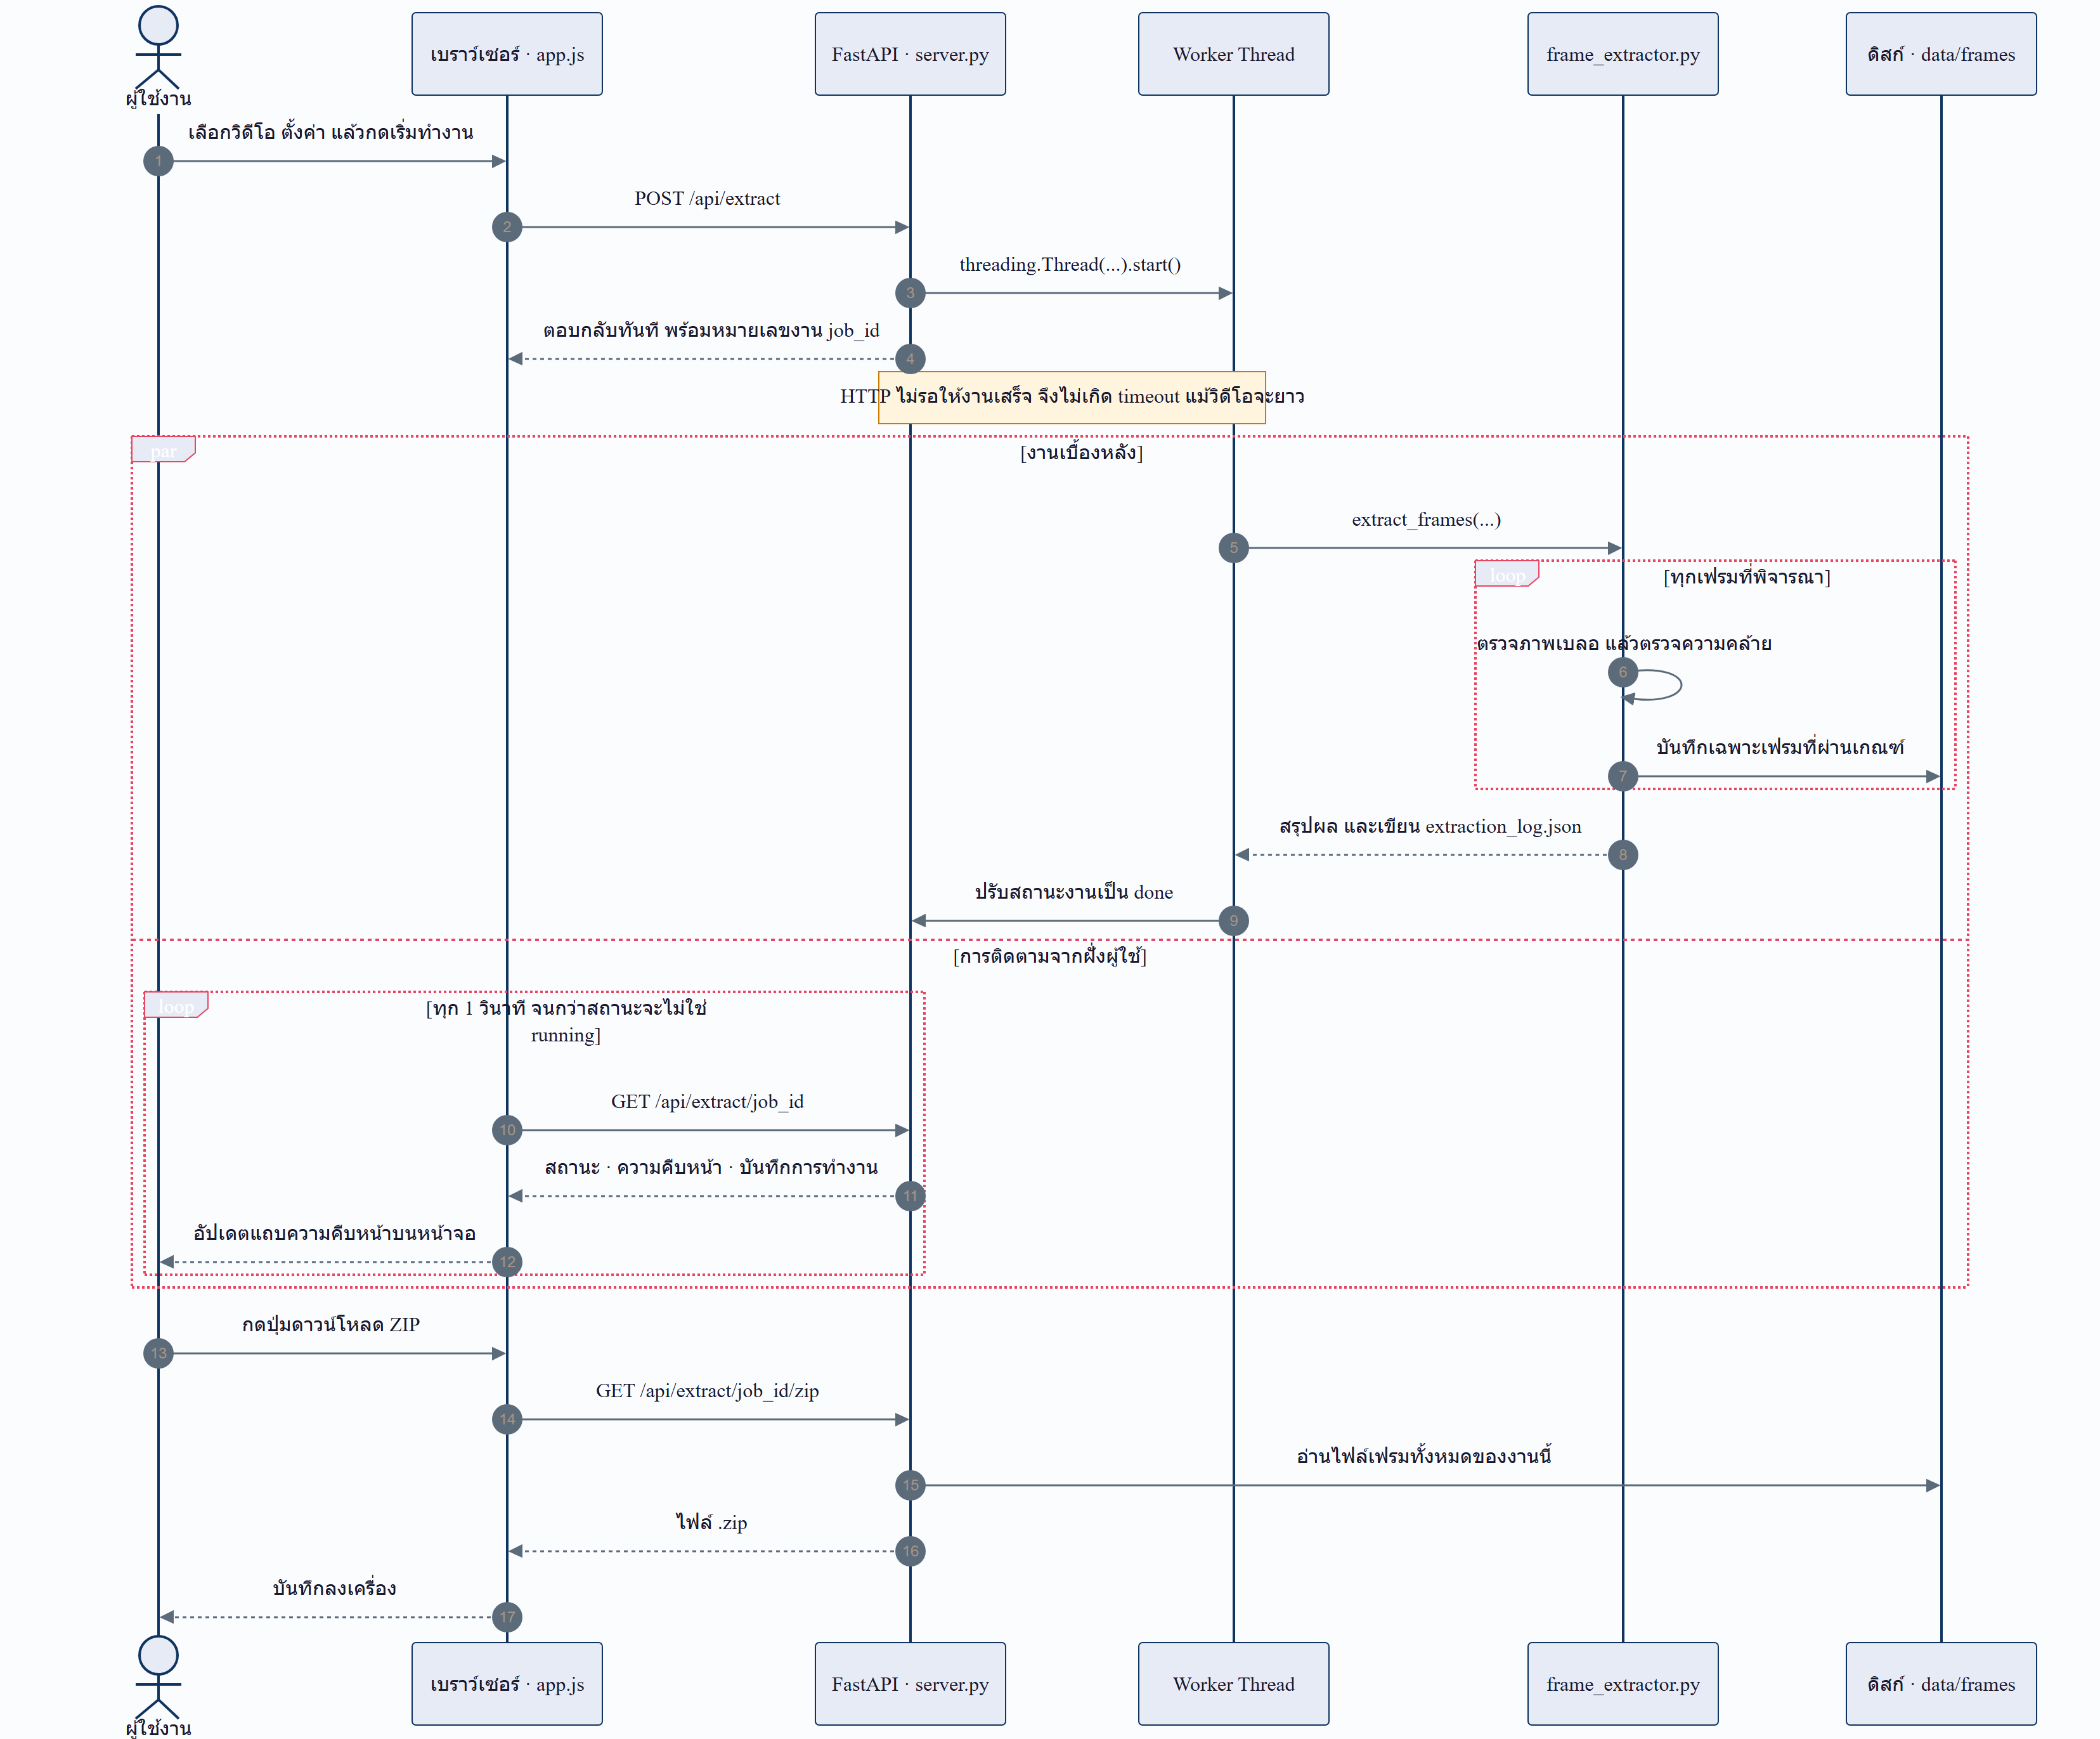 ผู้ใช้งาน
เบราว์เซอร์ · app.js
FastAPI · server.py
Worker Thread
frame_extractor.py
ดิสก์ · data/frames
เลือกวิดีโอ ตั้งค่า แล้วกดเริ่มทำงาน
1
POST /api/extract
2
threading.Thread(...).start()
3
ตอบกลับทันที พร้อมหมายเลขงาน job_id
4
HTTP ไม่รอให้งานเสร็จ จึงไม่เกิด timeout แม้วิดีโอจะยาว
par
[งานเบื้องหลัง]
extract_frames(...)
5
loop
[ทุกเฟรมที่พิจารณา]
ตรวจภาพเบลอ แล้วตรวจความคล้าย
6
บันทึกเฉพาะเฟรมที่ผ่านเกณฑ์
7
สรุปผล และเขียน extraction_log.json
8
ปรับสถานะงานเป็น done
9
[การติดตามจากฝั่งผู้ใช้]
loop
[ทุก 1 วินาที จนกว่าสถานะจะไม่ใช่
running]
GET /api/extract/job_id
10
สถานะ · ความคืบหน้า · บันทึกการทำงาน
11
อัปเดตแถบความคืบหน้าบนหน้าจอ
12
กดปุ่มดาวน์โหลด ZIP
13
GET /api/extract/job_id/zip
14
อ่านไฟล์เฟรมทั้งหมดของงานนี้
15
ไฟล์ .zip
16
บันทึกลงเครื่อง
17
ผู้ใช้งาน
เบราว์เซอร์ · app.js
FastAPI · server.py
Worker Thread
frame_extractor.py
ดิสก์ · data/frames